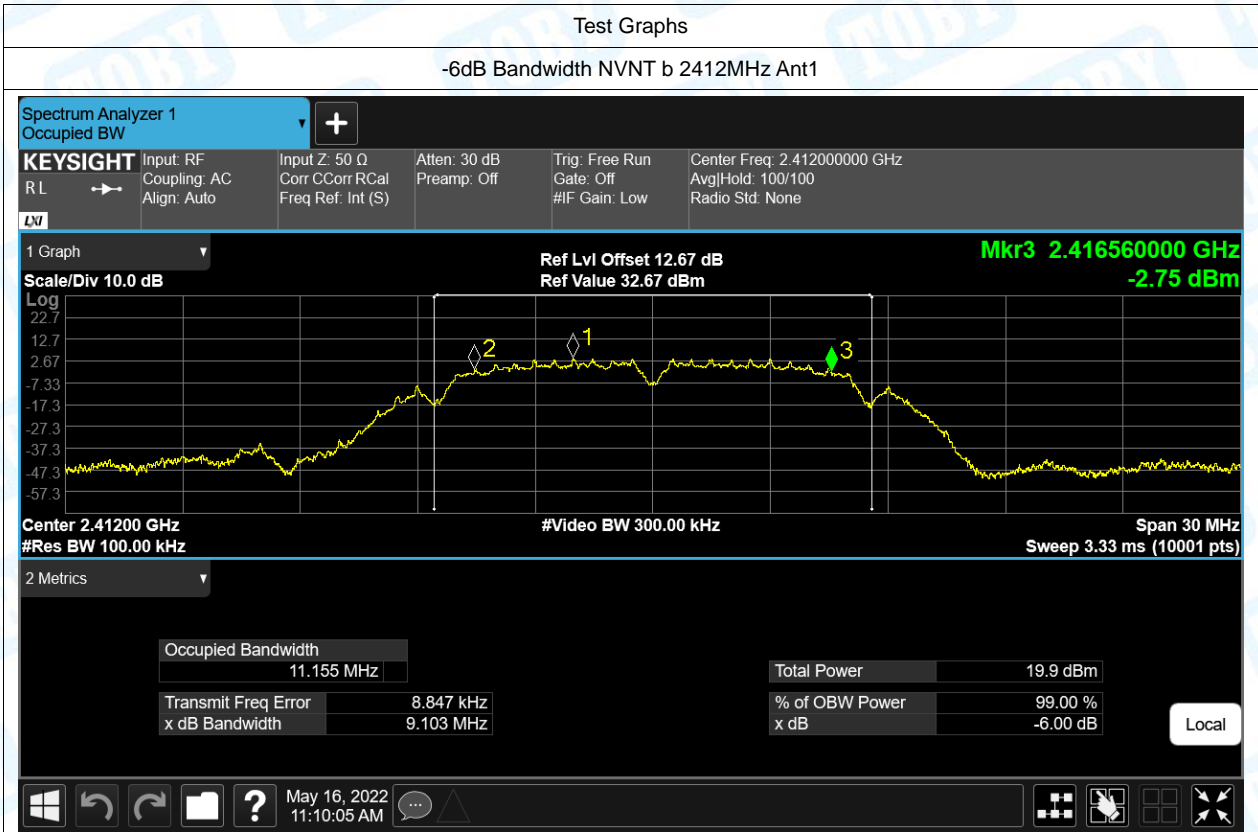 Test Graphs
-6dB Bandwidth NVNT b 2412MHz Ant1
Spectrum Analyzer 1
Occupied BW
KEYSIGHT
R L
LXI
Input: RF
Coupling: AC
Align: Auto
Input Z: 50 Ω
Corr CCorr RCal
Freq Ref: Int (S)
Atten: 30 dB
Preamp: Off
Trig: Free Run
Gate: Off
#IF Gain: Low
Center Freq: 2.412000000 GHz
Avg|Hold: 100/100
Radio Std: None
1 Graph
Scale/Div 10.0 dB
Ref Lvl Offset 12.67 dB
Ref Value 32.67 dBm
Mkr3 2.416560000 GHz
-2.75 dBm
Log
22.7
12.7
2.67
-7.33
-17.3
-27.3
-37.3
-47.3
-57.3
2
1
3
Center 2.41200 GHz
#Res BW 100.00 kHz
#Video BW 300.00 kHz
Span 30 MHz
Sweep 3.33 ms (10001 pts)
2 Metrics
Occupied Bandwidth
11.155 MHz
Transmit Freq Error 8.847 kHz
x dB Bandwidth 9.103 MHz
Total Power 19.9 dBm
% of OBW Power 99.00 %
x dB -6.00 dB
Local
?
May 16, 2022
11:10:05 AM
TOBY